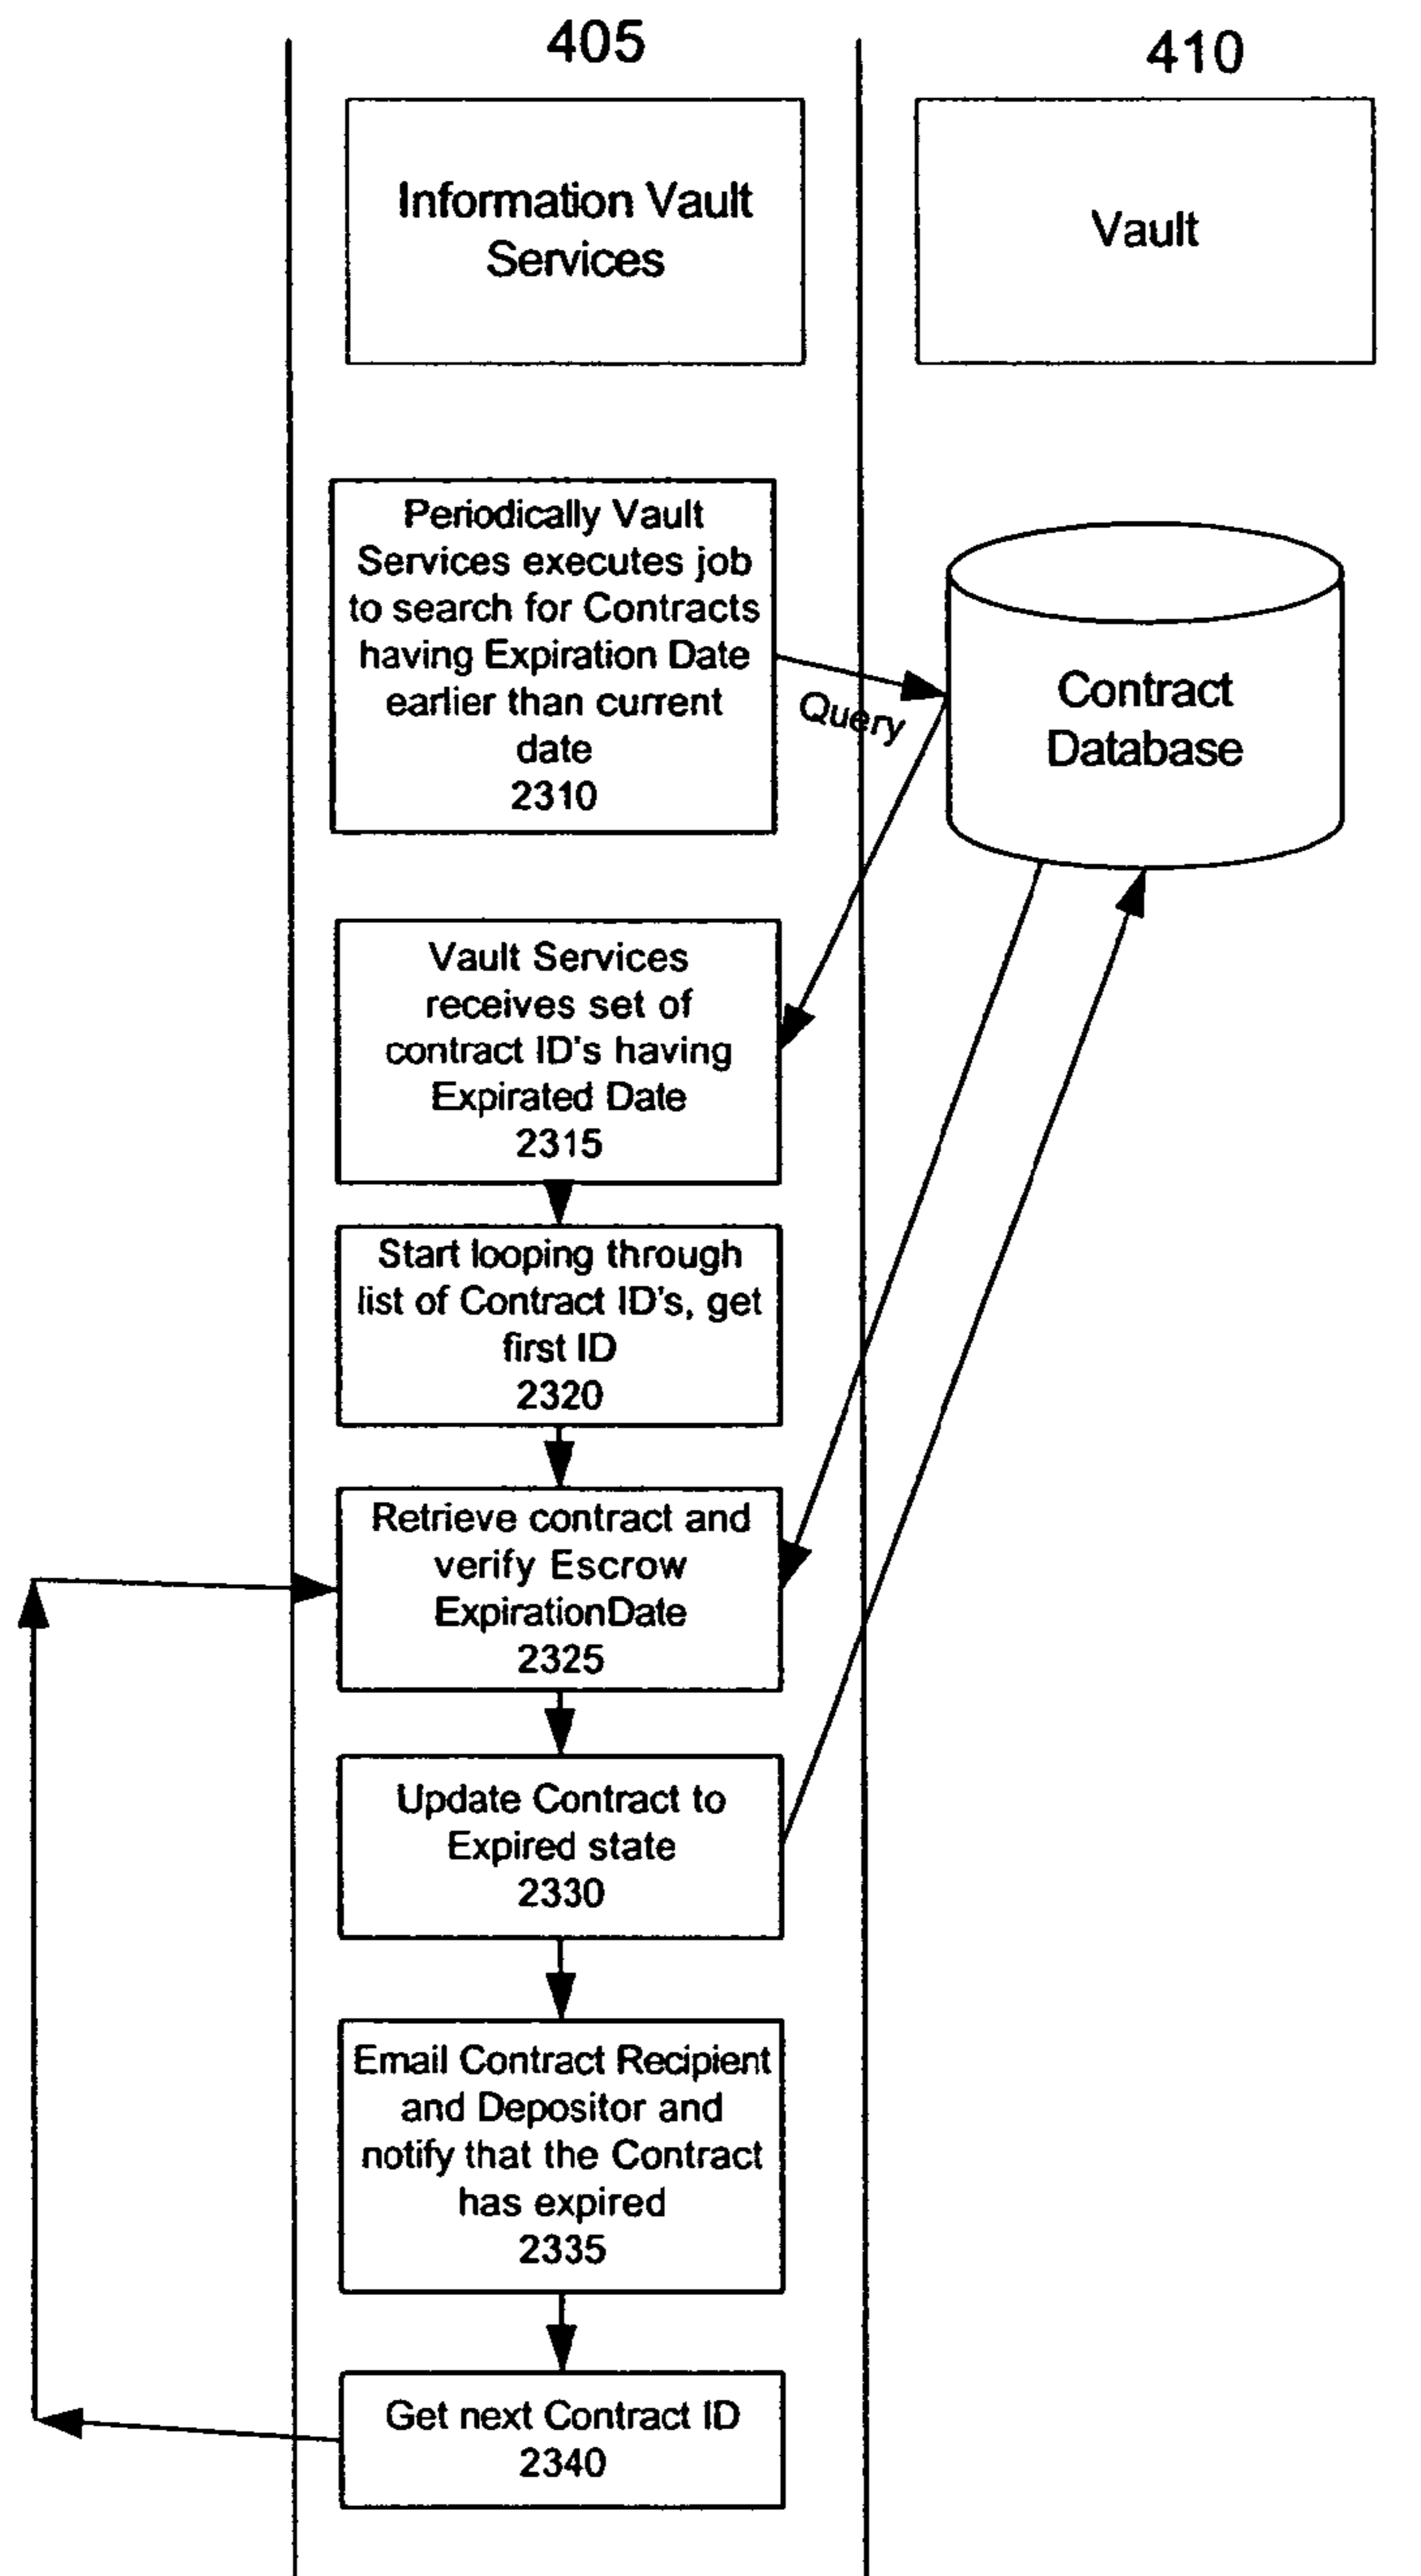 405
410
Information Vault
Services
Vault
Periodically Vault
Services executes job
to search for Contracts
having Expiration Date
earlier than current
date
2310
Query
Contract
Database
Vault Services
receives set of
contract ID's having
Expirated Date
2315
Start looping through
list of Contract ID's, get
first ID
2320
Retrieve contract and
verify Escrow
ExpirationDate
2325
Update Contract to
Expired state
2330
Email Contract Recipient
and Depositor and
notify that the Contract
has expired
2335
Get next Contract ID
2340